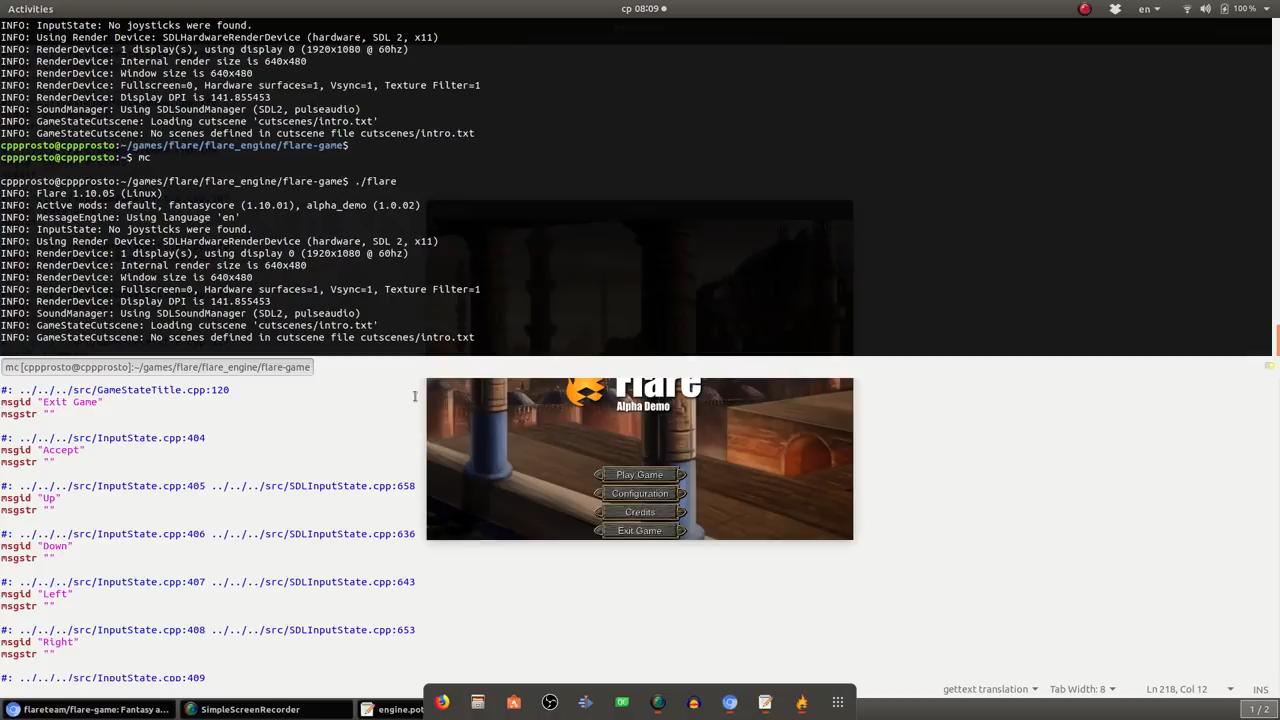 Activities
ср 08:09
en
100 %
INFO: InputState: No joysticks were found.
INFO: Using Render Device: SDLHardwareRenderDevice (hardware, SDL 2, x11)
INFO: RenderDevice: 1 display(s), using display 0 (1920x1080 @ 60hz)
INFO: RenderDevice: Internal render size is 640x480
INFO: RenderDevice: Window size is 640x480
INFO: RenderDevice: Fullscreen=0, Hardware surfaces=1, Vsync=1, Texture Filter=1
INFO: RenderDevice: Display DPI is 141.855453
INFO: SoundManager: Using SDLSoundManager (SDL2, pulseaudio)
INFO: GameStateCutscene: Loading cutscene 'cutscenes/intro.txt'
INFO: GameStateCutscene: No scenes defined in cutscene file cutscenes/intro.txt
cppprosto@cppprosto:~/games/flare/flare_engine/flare-game$
cppprosto@cppprosto:~$ mc
cppprosto@cppprosto:~/games/flare/flare_engine/flare-game$ ./flare
INFO: Flare 1.10.05 (Linux)
INFO: Active mods: default, fantasycore (1.10.01), alpha_demo (1.0.02)
INFO: MessageEngine: Using language 'en'
INFO: InputState: No joysticks were found.
INFO: Using Render Device: SDLHardwareRenderDevice (hardware, SDL 2, x11)
INFO: RenderDevice: 1 display(s), using display 0 (1920x1080 @ 60hz)
INFO: RenderDevice: Internal render size is 640x480
INFO: RenderDevice: Window size is 640x480
INFO: RenderDevice: Fullscreen=0, Hardware surfaces=1, Vsync=1, Texture Filter=1
INFO: RenderDevice: Display DPI is 141.855453
INFO: SoundManager: Using SDLSoundManager (SDL2, pulseaudio)
INFO: GameStateCutscene: Loading cutscene 'cutscenes/intro.txt'
INFO: GameStateCutscene: No scenes defined in cutscene file cutscenes/intro.txt
mc [cppprosto@cppprosto]:~/games/flare/flare_engine/flare-game
#: ../../../src/GameStateTitle.cpp:120
msgid "Exit Game"
msgstr ""
#: ../../../src/InputState.cpp:404
msgid "Accept"
msgstr ""
#: ../../../src/InputState.cpp:405 ../../../src/SDLInputState.cpp:658
msgid "Up"
msgstr ""
#: ../../../src/InputState.cpp:406 ../../../src/SDLInputState.cpp:636
msgid "Down"
msgstr ""
#: ../../../src/InputState.cpp:407 ../../../src/SDLInputState.cpp:643
msgid "Left"
msgstr ""
#: ../../../src/InputState.cpp:408 ../../../src/SDLInputState.cpp:653
msgid "Right"
msgstr ""
#: ../../../src/InputState.cpp:409
Flare
Alpha Demo
Play Game
Configuration
Credits
Exit Game
gettext translation
Tab Width: 8
Ln 218, Col 12
INS
flareteam/flare-game: Fantasy a...
SimpleScreenRecorder
engine.pot
1 / 2